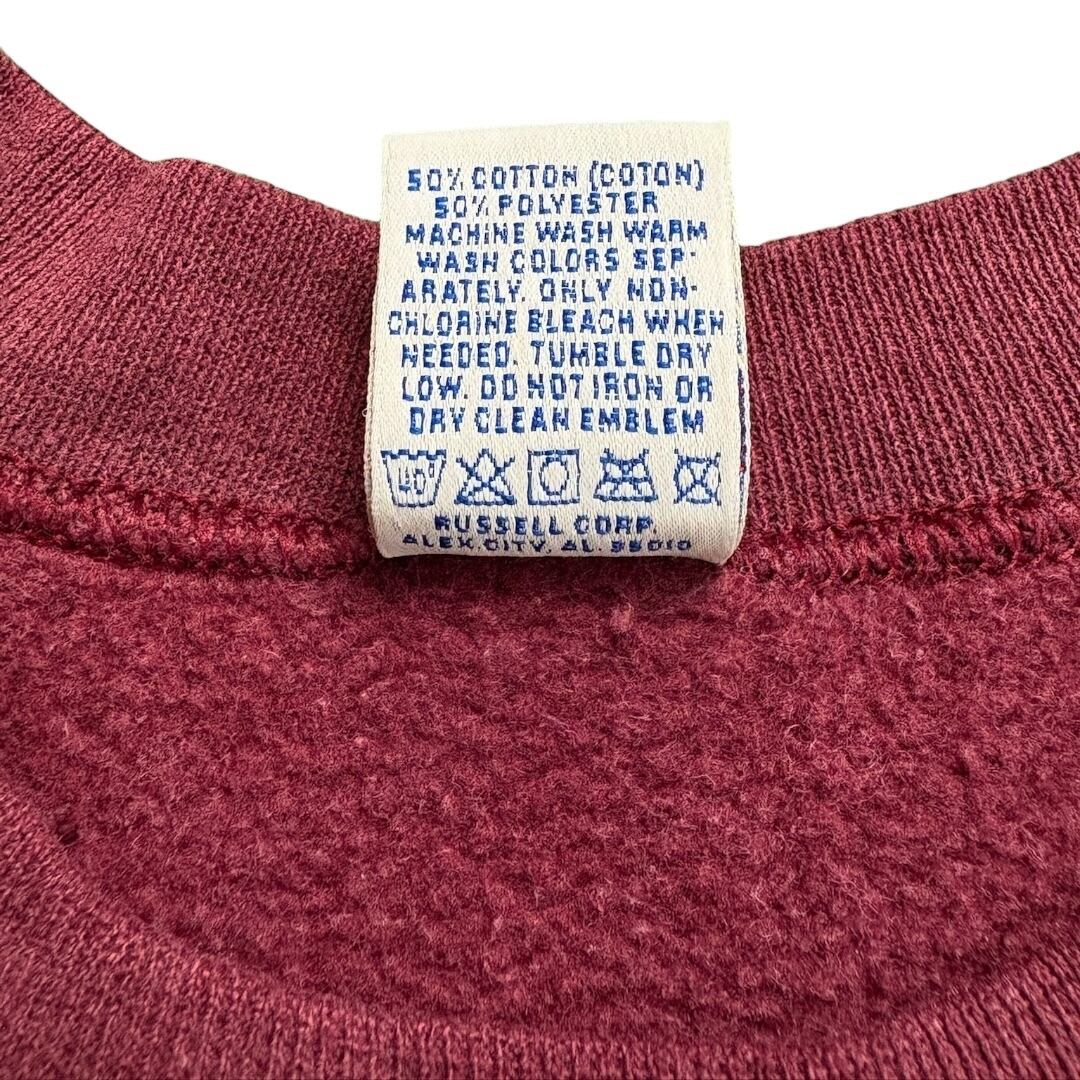 50% COTTON (COTON)
50% POLYESTER
MACHINE WASH WARM
WASH COLORS SEP-
ARATELY. ONLY NON-
CHLORINE BLEACH WHEN
NEEDED. TUMBLE DRY
LOW. DO NOT IRON OR
DRY CLEAN EMBLEM
40°
RUSSELL CORP.
ALEX.CITY, AL. 35010